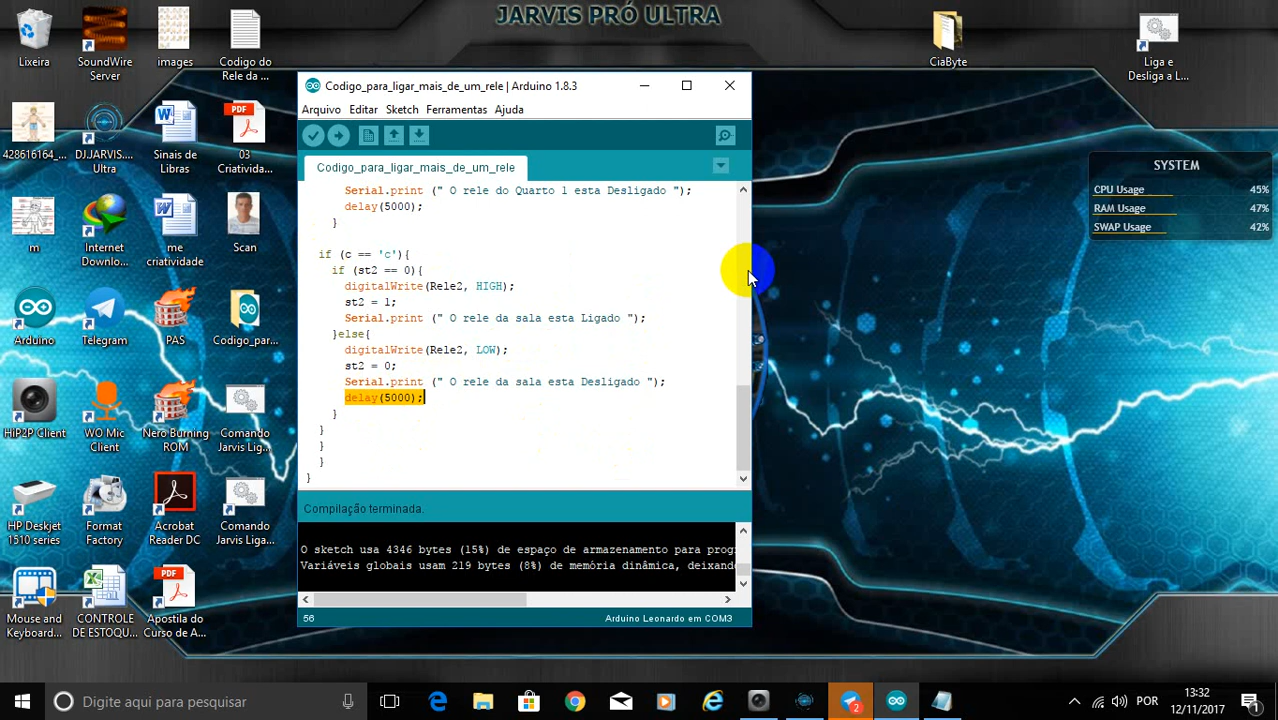 JARVIS PRÓ ULTRA
Lixeira
SoundWire
Server
images
Codigo do
Rele da ...
CiaByte
Liga e
Desliga a L...
428616164_...
DJ.JARVIS....
Ultra
Sinais de
Libras
PDF
03
Criativida...
m
Internet
Downlo...
me
criatividade
Scan
Arduino
Telegram
PAS
Codigo_par...
HiP2P Client
WO Mic
Client
Nero Burning
ROM
Comando
Jarvis Lig...
HP Deskjet
1510 series
Format
Factory
Acrobat
Reader DC
Comando
Jarvis Liga...
Mouse and
Keyboard...
CONTROLE
DE ESTOQU...
PDF
Apostila do
Curso de A...
Codigo_para_ligar_mais_de_um_rele | Arduino 1.8.3
Arquivo Editar Sketch Ferramentas Ajuda
Codigo_para_ligar_mais_de_um_rele
Serial.print (" O rele do Quarto 1 esta Desligado ");
delay(5000);
}
if (c == 'c'){
if (st2 == 0){
digitalWrite(Rele2, HIGH);
st2 = 1;
Serial.print (" O rele da sala esta Ligado ");
}else{
digitalWrite(Rele2, LOW);
st2 = 0;
Serial.print (" O rele da sala esta Desligado ");
delay(5000);
}
}
}
}
}
Compilação terminada.
O sketch usa 4346 bytes (15%) de espaço de armazenamento para prog
Variáveis globais usam 219 bytes (8%) de memória dinâmica, deixando
56
Arduino Leonardo em COM3
SYSTEM
CPU Usage 45%
RAM Usage 47%
SWAP Usage 42%
Digite aqui para pesquisar
2
POR
13:32
12/11/2017
1